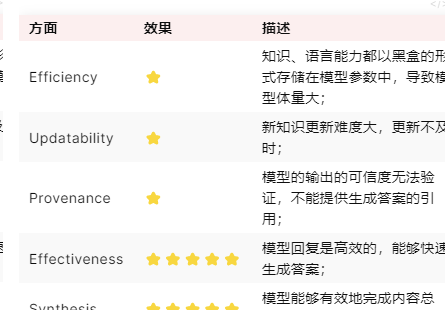 方面 效果 描述
知识、语言能力都以黑盒的形
Efficiency 式存储在模型参数中，导致模
型体量大；
Updatability 新知识更新难度大，更新不及
时；
模型的输出的可信度无法验
Provenance 证，不能提供生成答案的引
用；
Effectiveness 模型回复是高效的，能够快速
生成答案；
Synthesis 模型能够有效地完成内容总